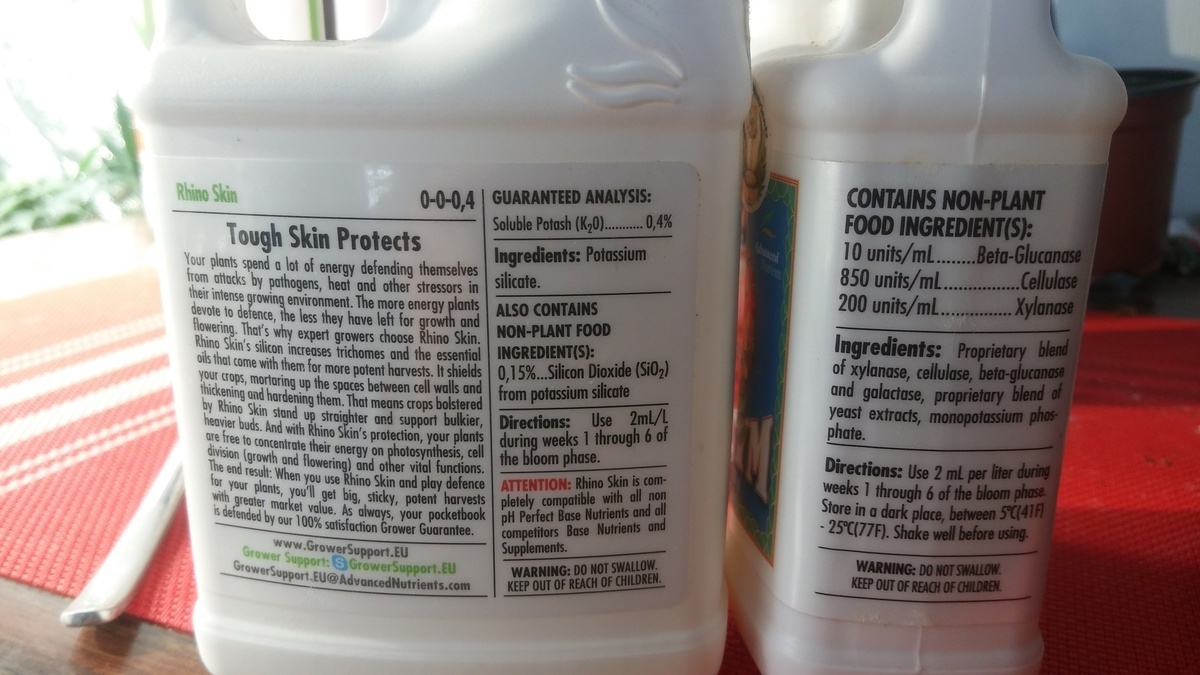 Rhino Skin
0-0-0,4
Tough Skin Protects
Your plants spend a lot of energy defending themselves
from attacks by pathogens, heat and other stressors in
their intense growing environment. The more energy plants
devote to defence, the less they have left for growth and
flowering. That's why expert growers choose Rhino Skin.
Rhino Skin's silicon increases trichomes and the essential
oils that come with them for more potent harvests. It shields
your crops, mortaring up the spaces between cell walls and
thickening and hardening them. That means crops bolstered
by Rhino Skin stand up straighter and support bulkier,
heavier buds. And with Rhino Skin's protection, your plants
are free to concentrate their energy on photosynthesis, cell
division (growth and flowering) and other vital functions.
The end result: When you use Rhino Skin and play defence
for your plants, you'll get big, sticky, potent harvests
with greater market value. As always, your pocketbook
is defended by our 100% satisfaction Grower Guarantee.
www.GrowerSupport.EU
Grower Support: S GrowerSupport.EU
GrowerSupport.EU@AdvancedNutrients.com
GUARANTEED ANALYSIS:
Soluble Potash (K₂O)........... 0,4%
Ingredients: Potassium
silicate.
ALSO CONTAINS
NON-PLANT FOOD
INGREDIENT(S):
0,15%...Silicon Dioxide (SiO₂)
from potassium silicate
Directions: Use 2mL/L
during weeks 1 through 6 of
the bloom phase.
ATTENTION: Rhino Skin is com-
pletely compatible with all non
pH Perfect Base Nutrients and all
competitors Base Nutrients and
Supplements.
WARNING: DO NOT SWALLOW.
KEEP OUT OF REACH OF CHILDREN.
Advanced
M
CONTAINS NON-PLANT
FOOD INGREDIENT(S):
10 units/mL........Beta-Glucanase
850 units/mL...............Cellulase
200 units/mL................ Xylanase
Ingredients: Proprietary blend
of xylanase, cellulase, beta-glucanase
and galactase, proprietary blend of
yeast extracts, monopotassium phos-
phate.
Directions: Use 2 mL per liter during
weeks 1 through 6 of the bloom phase.
Store in a dark place, between 5°C(41F)
- 25°C(77F). Shake well before using.
WARNING: DO NOT SWALLOW.
KEEP OUT OF REACH OF CHILDREN.